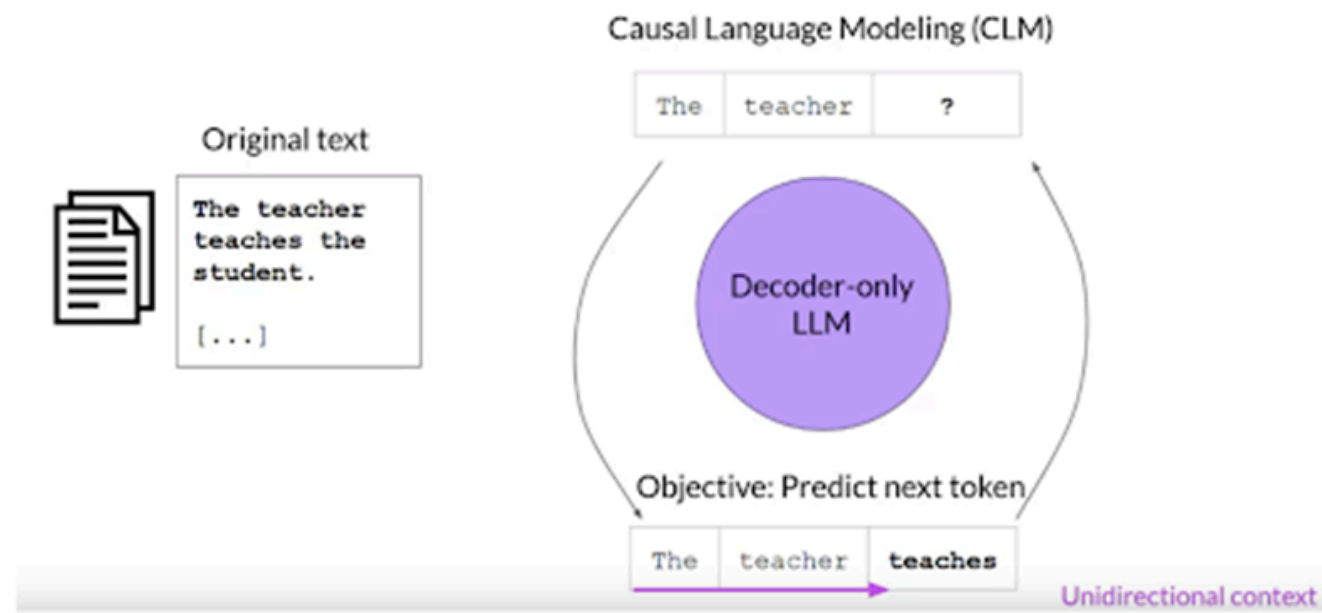 Causal Language Modeling (CLM)
The teacher ?
Original text
The teacher
teaches the
student.
[...]
Decoder-only
LLM
Objective: Predict next token
The teacher teaches
Unidirectional context